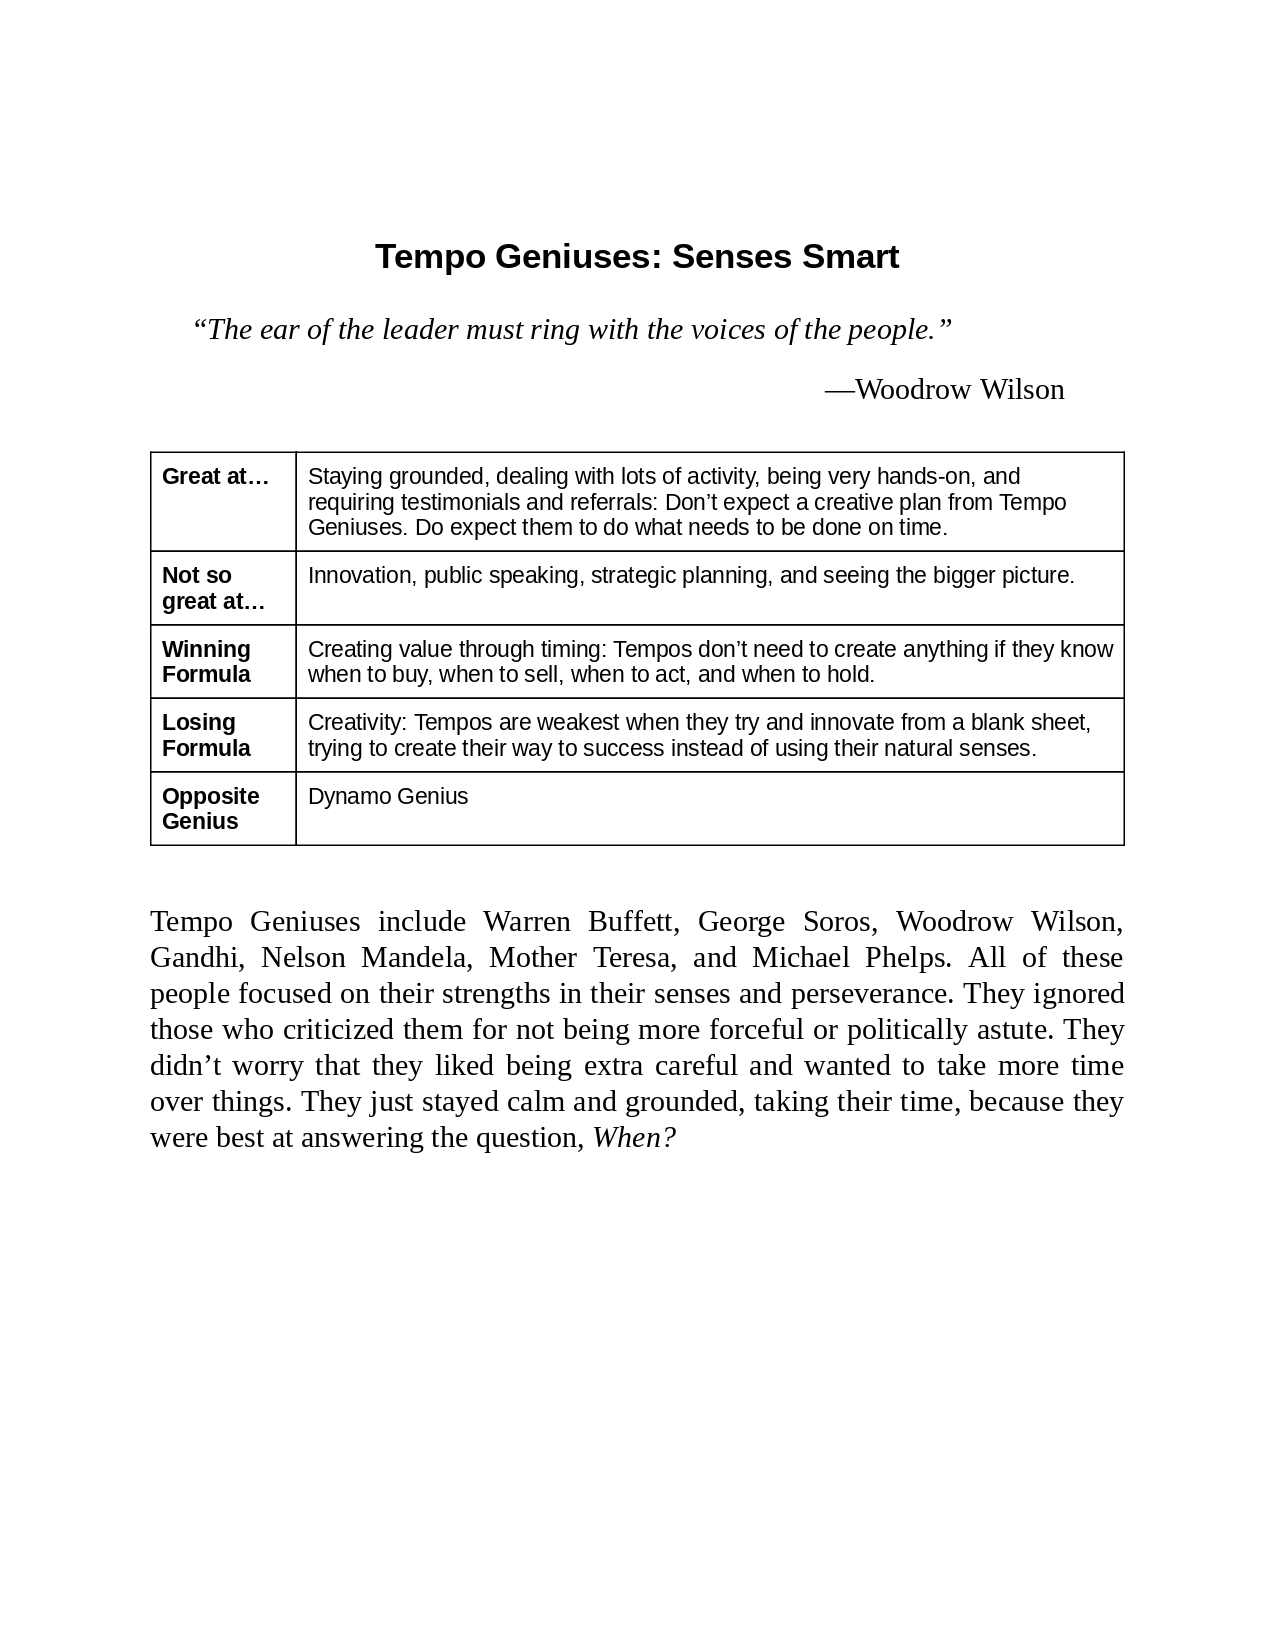 Tempo Geniuses: Senses Smart
“The ear of the leader must ring with the voices of the people.”
—Woodrow Wilson
Great at…
Staying grounded, dealing with lots of activity, being very hands-on, and
requiring testimonials and referrals: Don’t expect a creative plan from Tempo
Geniuses. Do expect them to do what needs to be done on time.
Not so
great at…
Innovation, public speaking, strategic planning, and seeing the bigger picture.
Winning
Formula
Creating value through timing: Tempos don’t need to create anything if they know
when to buy, when to sell, when to act, and when to hold.
Losing
Formula
Creativity: Tempos are weakest when they try and innovate from a blank sheet,
trying to create their way to success instead of using their natural senses.
Opposite
Genius
Dynamo Genius
Tempo Geniuses include Warren Buffett, George Soros, Woodrow Wilson,
Gandhi, Nelson Mandela, Mother Teresa, and Michael Phelps. All of these
people focused on their strengths in their senses and perseverance. They ignored
those who criticized them for not being more forceful or politically astute. They
didn’t worry that they liked being extra careful and wanted to take more time
over things. They just stayed calm and grounded, taking their time, because they
were best at answering the question, When?